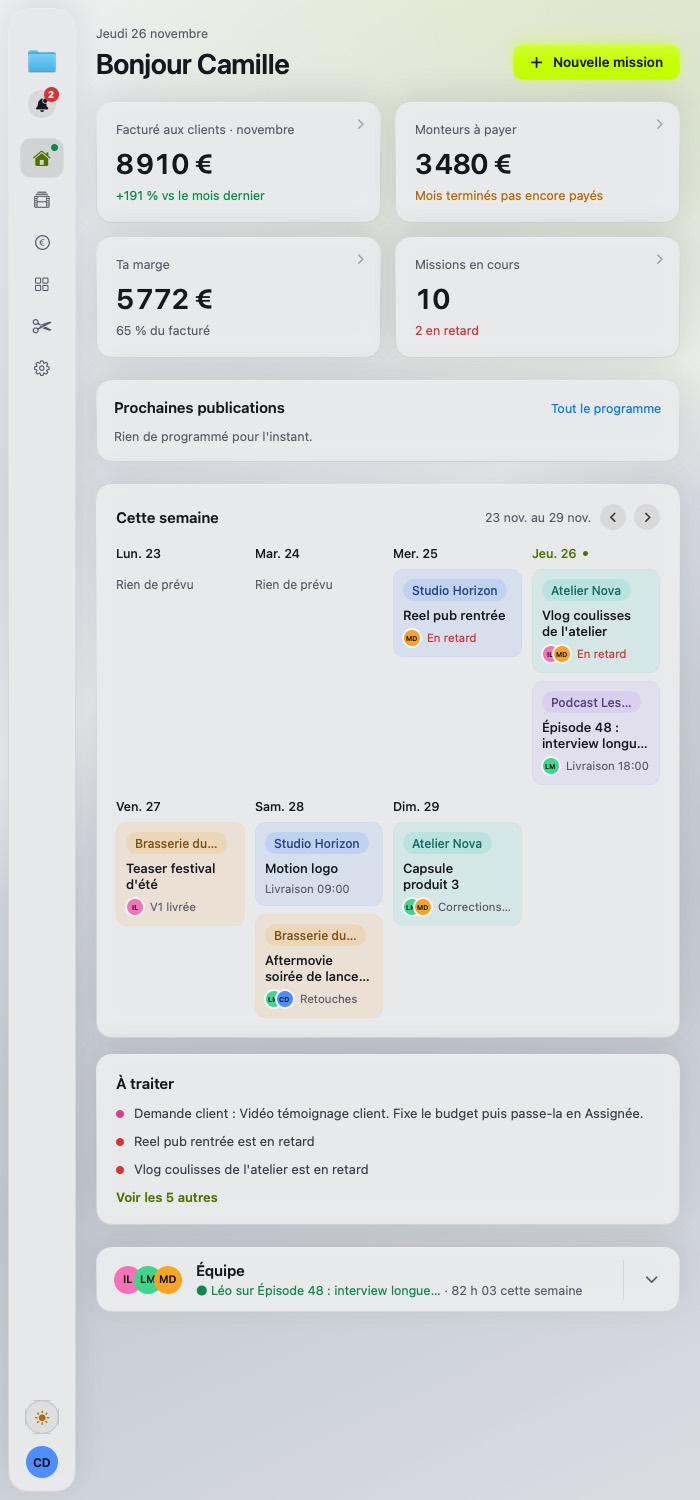 Jeudi 26 novembre
Bonjour Camille
+ Nouvelle mission
2
Facturé aux clients · novembre
8 910 €
+191 % vs le mois dernier
Monteurs à payer
3 480 €
Mois terminés pas encore payés
Ta marge
5 772 €
65 % du facturé
Missions en cours
10
2 en retard
Prochaines publications
Tout le programme
Rien de programmé pour l'instant.
Cette semaine
23 nov. au 29 nov.
Lun. 23
Rien de prévu
Mar. 24
Rien de prévu
Mer. 25
Studio Horizon
Reel pub rentrée
MD En retard
Jeu. 26
Atelier Nova
Vlog coulisses
de l'atelier
IL MD En retard
Podcast Les...
Épisode 48 :
interview longu...
LM Livraison 18:00
Ven. 27
Brasserie du...
Teaser festival
d'été
IL V1 livrée
Sam. 28
Studio Horizon
Motion logo
Livraison 09:00
Brasserie du...
Aftermovie
soirée de lance...
LM CD Retouches
Dim. 29
Atelier Nova
Capsule
produit 3
LM MD Corrections...
À traiter
Demande client : Vidéo témoignage client. Fixe le budget puis passe-la en Assignée.
Reel pub rentrée est en retard
Vlog coulisses de l'atelier est en retard
Voir les 5 autres
IL LM MD
Équipe
Léo sur Épisode 48 : interview longue... · 82 h 03 cette semaine
CD